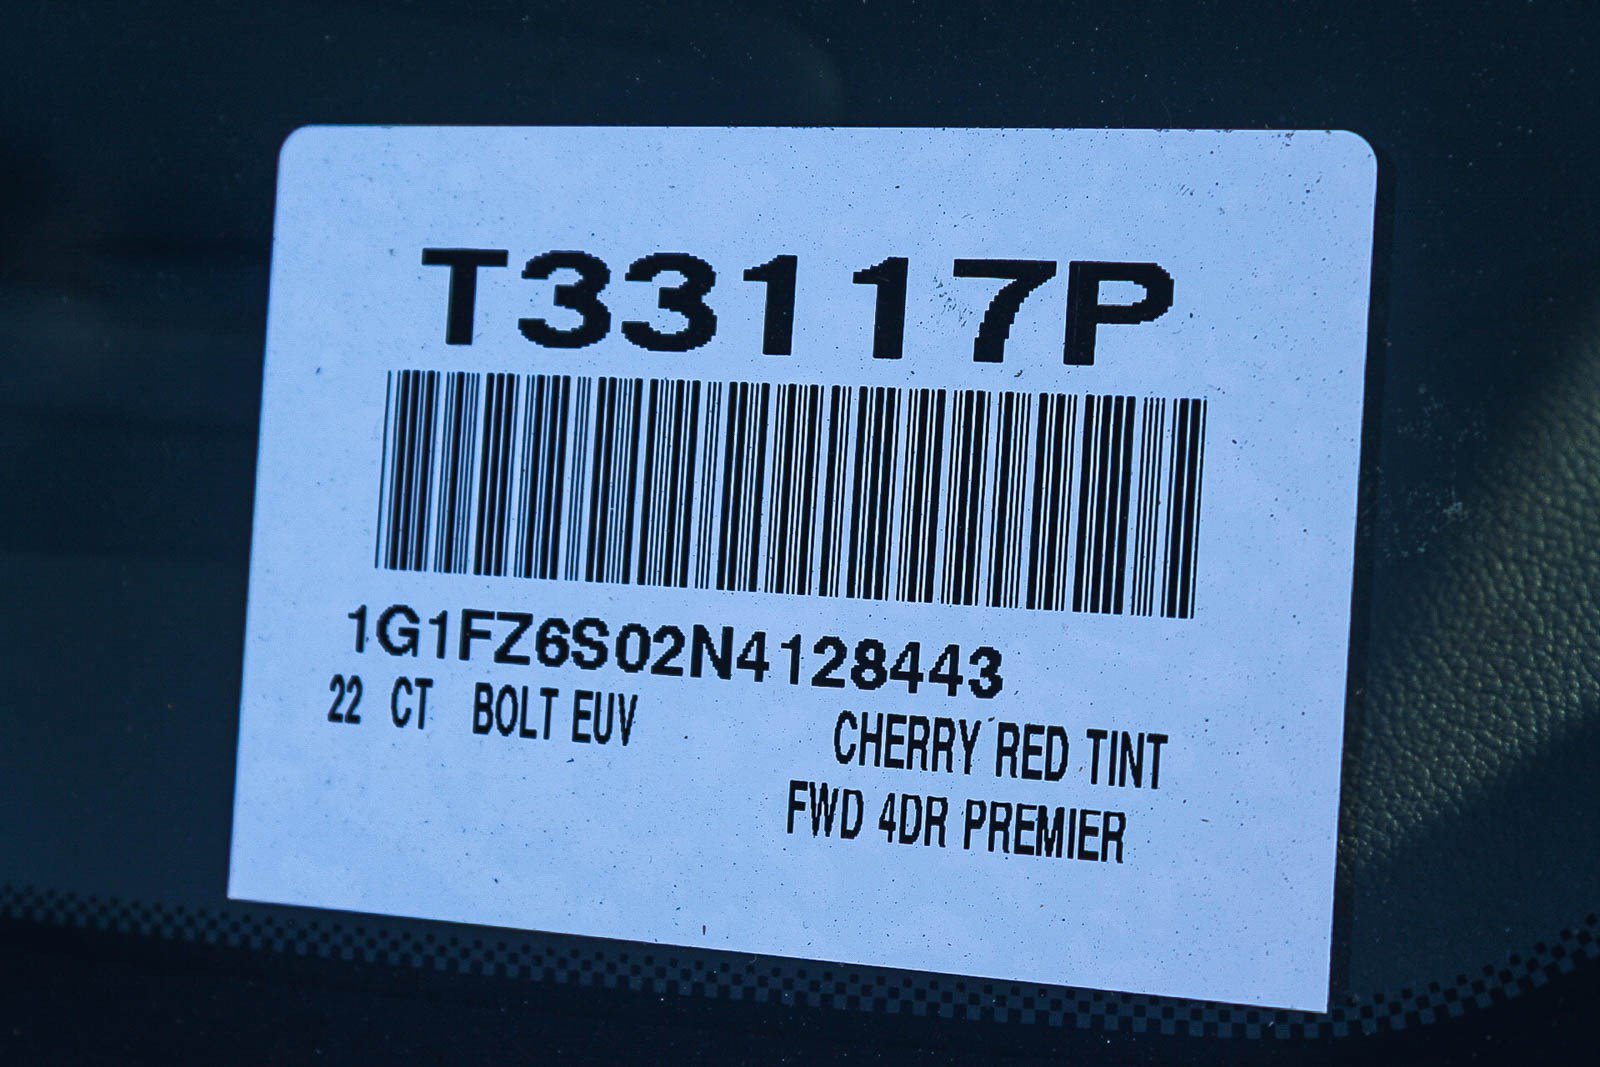 T33117P
1G1FZ6S02N4128443
22 CT BOLT EUV
CHERRY RED TINT
FWD 4DR PREMIER